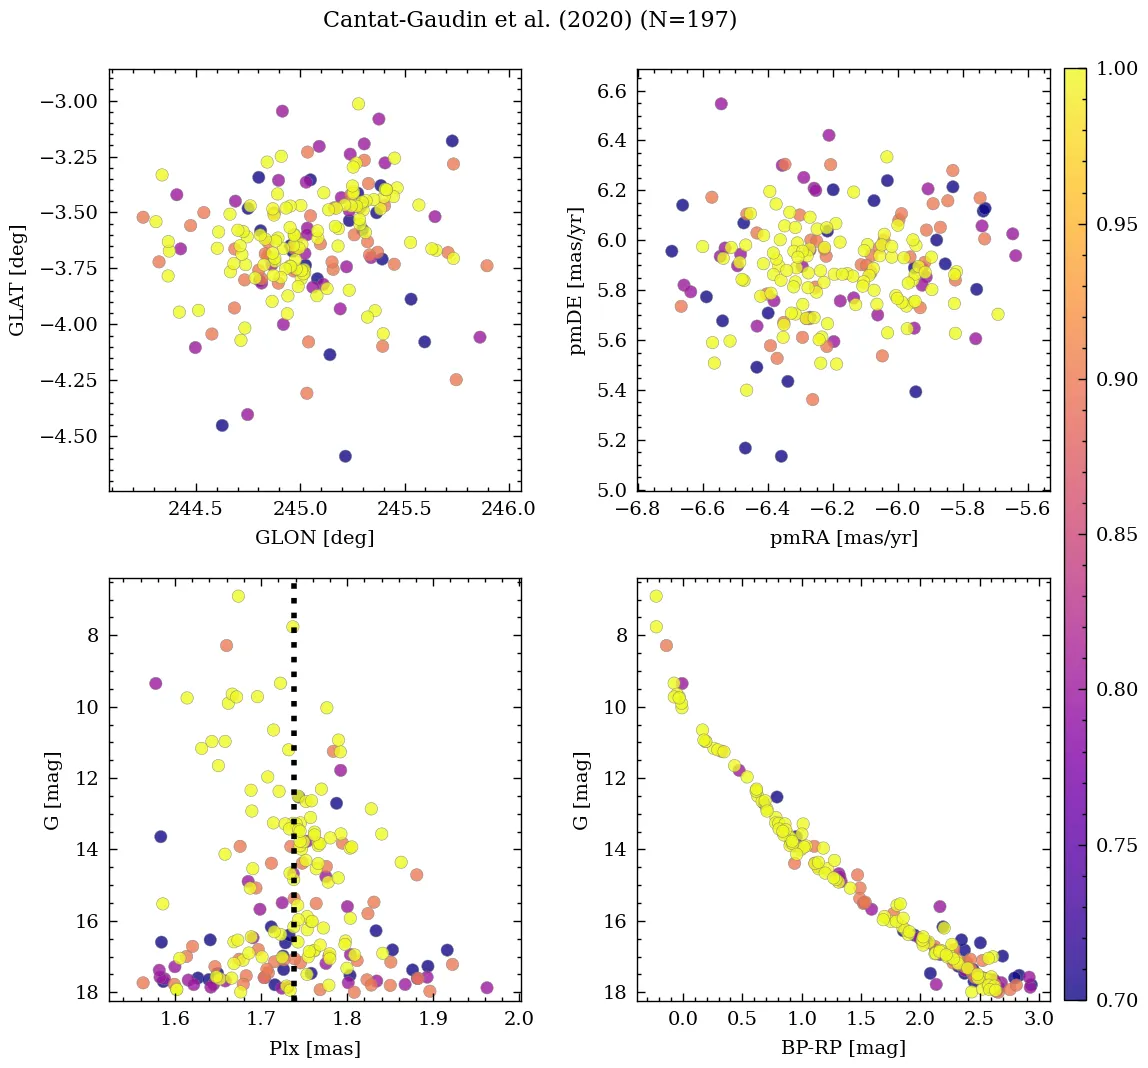 Cantat-Gaudin et al. (2020) (N=197)
GLAT [deg]
−3.00
−3.25
−3.50
−3.75
−4.00
−4.25
−4.50
244.5 245.0 245.5 246.0
GLON [deg]
pmDE [mas/yr]
6.6
6.4
6.2
6.0
5.8
5.6
5.4
5.2
5.0
−6.8 −6.6 −6.4 −6.2 −6.0 −5.8 −5.6
pmRA [mas/yr]
G [mag]
8
10
12
14
16
18
1.6 1.7 1.8 1.9 2.0
Plx [mas]
G [mag]
8
10
12
14
16
18
0.0 0.5 1.0 1.5 2.0 2.5 3.0
BP-RP [mag]
1.00
0.95
0.90
0.85
0.80
0.75
0.70